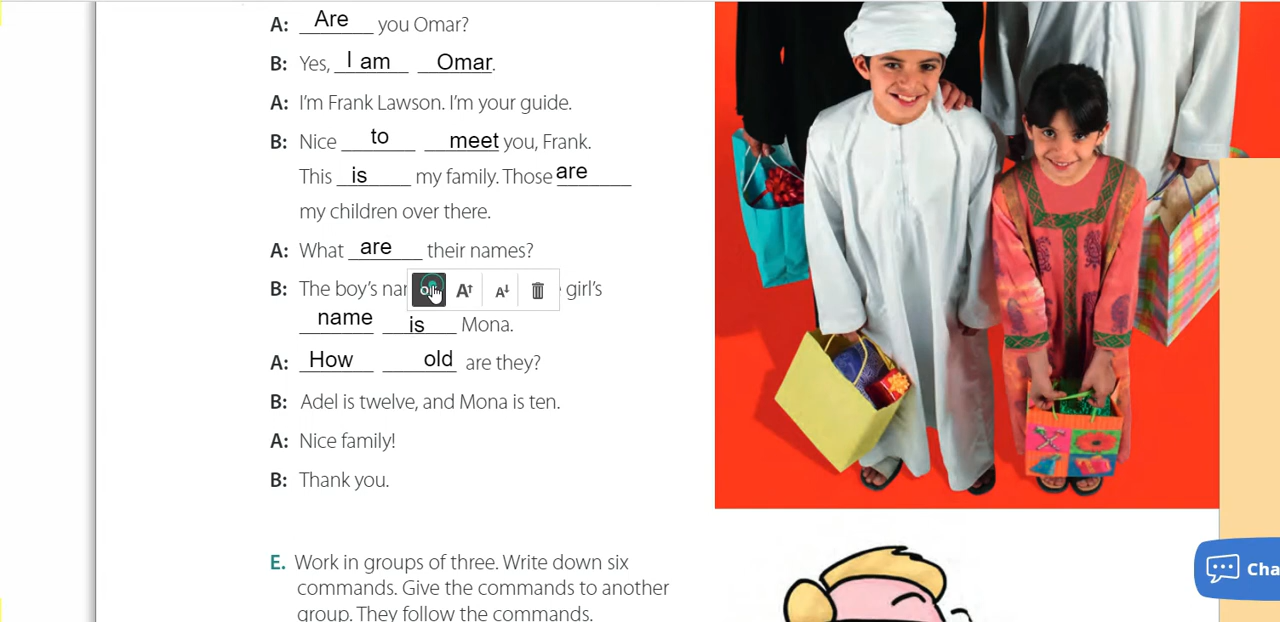 A: Are you Omar?
B: Yes, I am Omar.
A: I'm Frank Lawson. I'm your guide.
B: Nice to meet you, Frank.
This is my family. Those are
my children over there.
A: What are their names?
B: The boy's girl's
name is Mona.
A: How old are they?
B: Adel is twelve, and Mona is ten.
A: Nice family!
B: Thank you.
E. Work in groups of three. Write down six
commands. Give the commands to another
group. They follow the commands.